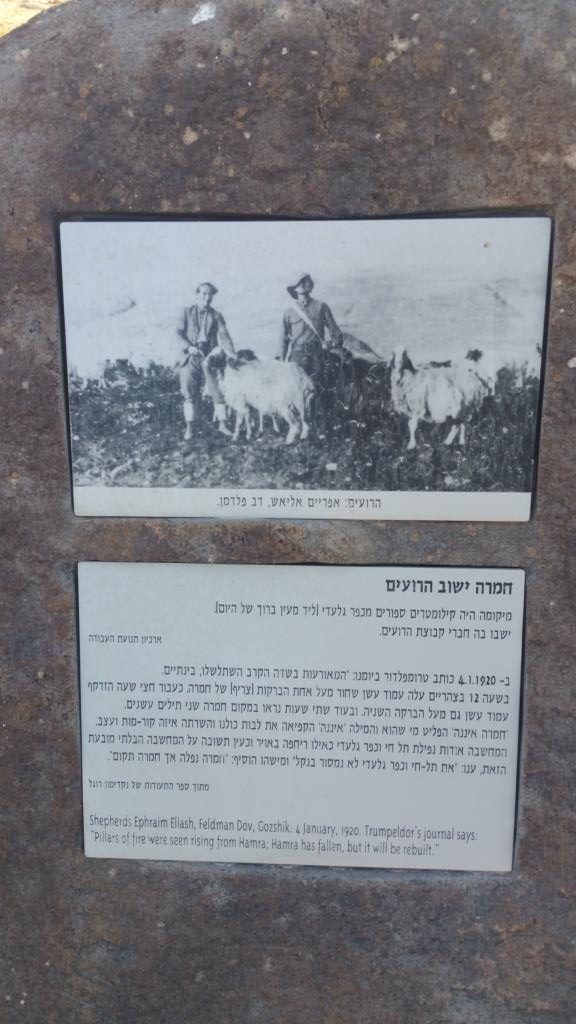 הרועים: אפריים אליאש, דב פלדמן.
חמרה ישוב הרועים
מיקומה היה קילומטרים ספורים מכפר גלעדי [ליד מעין ברוך של היום].
ישבו בה חברי קבוצת הרועים.
ארכיון תנועת העבודה
ב- 4.1.1920 כותב טרומפלדור ביומנו: "המאורעות בשדה הקרב השתלשלו, בינתיים.
בשעה 12 בצהריים עלה עמוד עשן שחור מעל אחת הברקות [צריף] של חמרה, כעבור חצי שעה הזדקף
עמוד עשן גם מעל הברקה השניה, ובעוד שתי שעות נראו במקום חמרה שני תילים עשנים.
'חמרה איננה' הפליט מי שהוא והמילה 'איננה' הקפיאה את לבות כולנו והשרתה איזה קור-מות ועצב.
המחשבה אודות נפילת תל חי וכפר גלעדי כאילו ריחפה באויר וכעין תשובה על המחשבה הבלתי מובעת
הזאת, ענו: "את תל-חי וכפר גלעדי לא נמסור בנקל" ומישהו הוסיף: "חמרה נפלה אך חמרה תקום".
מתוך ספר התעודות של נקדימון רוגל
Shepherds Ephraim Eliash, Feldman Dov, Gozshik. 4 January, 1920. Trumpeldor's journal says:
"Pillars of fire were seen rising from Hamra; Hamra has fallen, but it will be rebuilt."